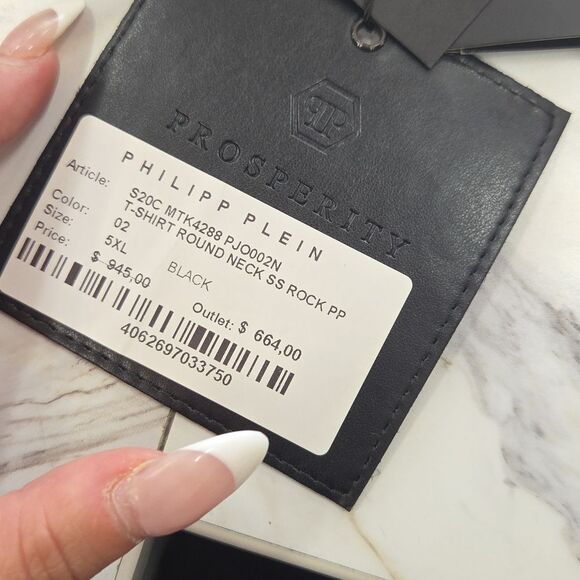 PROSPERITY
PHILIPP PLEIN
Article: S20C MTK4288 PJO002N
T-SHIRT ROUND NECK SS ROCK PP
Color: 02 BLACK
Size: 5XL
Price: $ 945,00
Outlet: $ 664,00
4062697033750